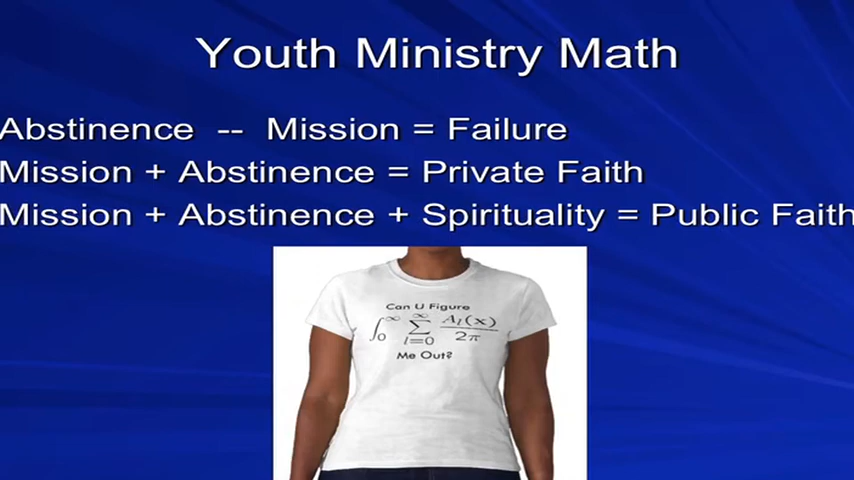 Youth Ministry Math
Abstinence -- Mission = Failure
Mission + Abstinence = Private Faith
Mission + Abstinence + Spirituality = Public Faith
Can U Figure
∫₀^∞ ∑_{l=0}^∞ A_l(x)/2π
Me Out?